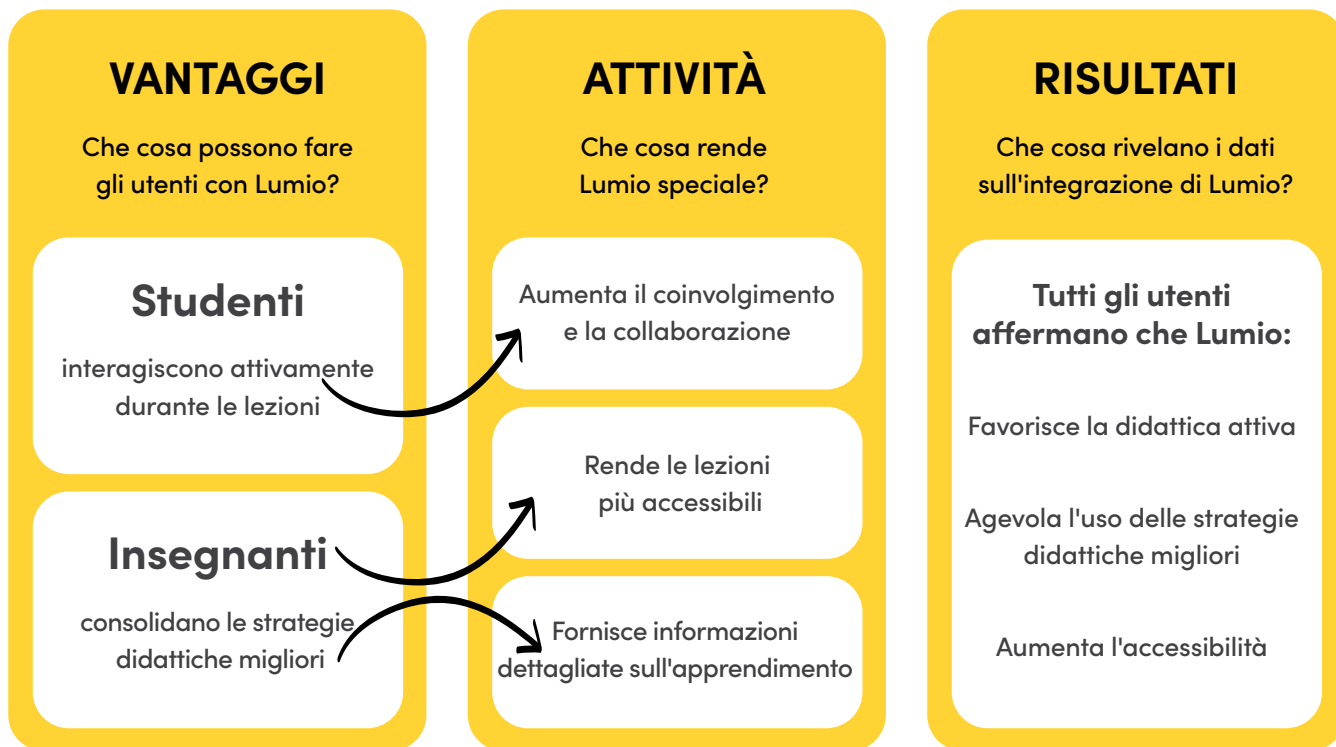 VANTAGGI
Che cosa possono fare
gli utenti con Lumio?
Studenti
interagiscono attivamente
durante le lezioni
Insegnanti
consolidano le strategie
didattiche migliori
ATTIVITÀ
Che cosa rende
Lumio speciale?
Aumenta il coinvolgimento
e la collaborazione
Rende le lezioni
più accessibili
Fornisce informazioni
dettagliate sull'apprendimento
RISULTATI
Che cosa rivelano i dati
sull'integrazione di Lumio?
Tutti gli utenti
affermano che Lumio:
Favorisce la didattica attiva
Agevola l'uso delle strategie
didattiche migliori
Aumenta l'accessibilità